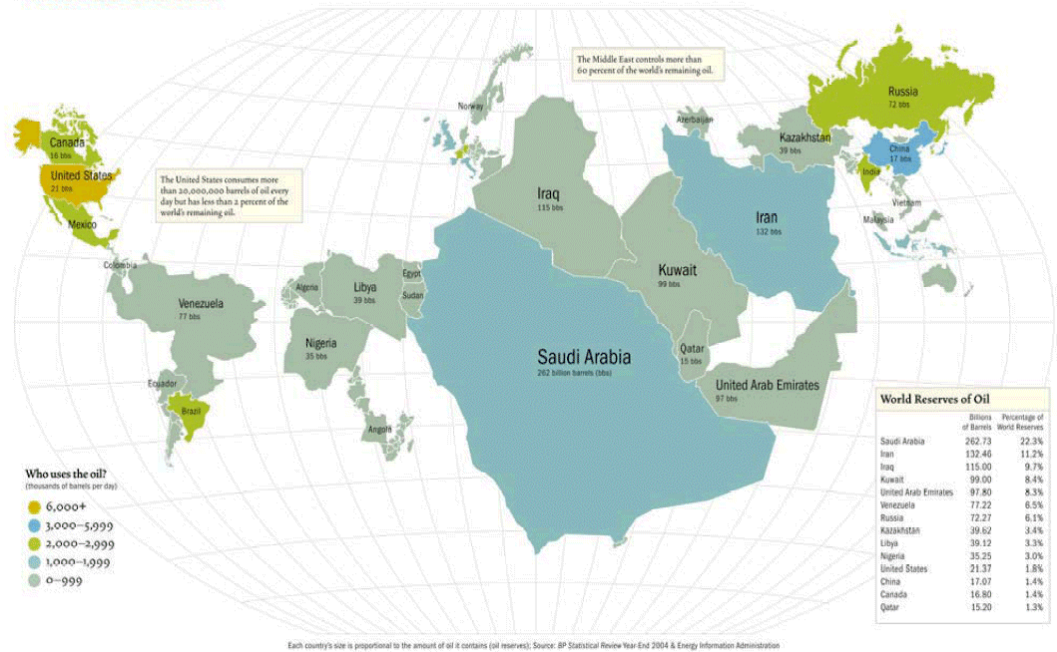 The Middle East controls more than
60 percent of the world's remaining oil.
Russia
72 bbs
Norway
Azerbaijan
Kazakhstan
39 bbs
Canada
16 bbs
China
17 bbs
United States
21 bbs
The United States consumes more
than 20,000,000 barrels of oil every
day but has less than 2 percent of the
world's remaining oil.
India
Iraq
115 bbs
Iran
132 bbs
Vietnam
Malaysia
Mexico
Colombia
Venezuela
77 bbs
Algeria
Libya
39 bbs
Egypt
Sudan
Kuwait
99 bbs
Nigeria
35 bbs
Saudi Arabia
262 billion barrels (bbs)
Qatar
15 bbs
United Arab Emirates
97 bbs
Ecuador
Brazil
Angola
Who uses the oil?
(thousands of barrels per day)
6,000+
3,000–5,999
2,000–2,999
1,000–1,999
0–999
World Reserves of Oil
Billions of Barrels Percentage of World Reserves
Saudi Arabia 262.73 22.3%
Iran 132.46 11.2%
Iraq 115.00 9.7%
Kuwait 99.00 8.4%
United Arab Emirates 97.80 8.3%
Venezuela 77.22 6.5%
Russia 72.27 6.1%
Kazakhstan 39.62 3.4%
Libya 39.12 3.3%
Nigeria 35.25 3.0%
United States 21.37 1.8%
China 17.07 1.4%
Canada 16.80 1.4%
Qatar 15.20 1.3%
Each country's size is proportional to the amount of oil it contains (oil reserves); Source: BP Statistical Review Year-End 2004 & Energy Information Administration